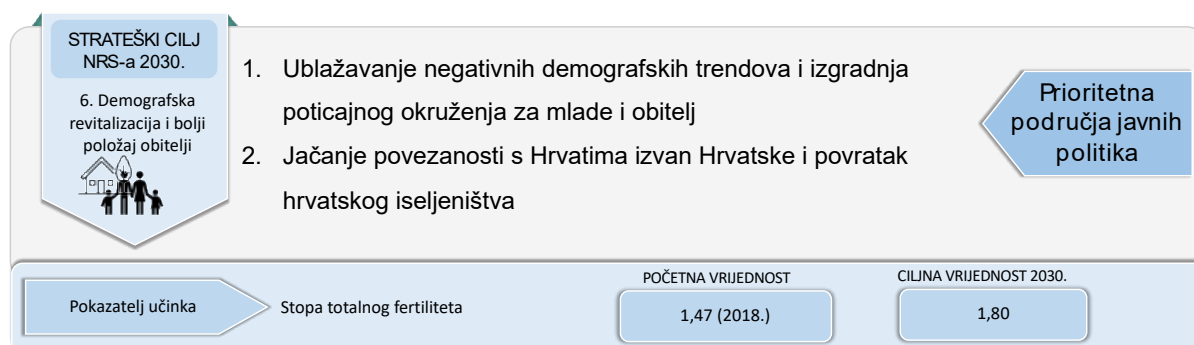 STRATEŠKI CILJ
NRS-a 2030.
6. Demografska
revitalizacija i bolji
položaj obitelji
1. Ublažavanje negativnih demografskih trendova i izgradnja
poticajnog okruženja za mlade i obitelj
2. Jačanje povezanosti s Hrvatima izvan Hrvatske i povratak
hrvatskog iseljeništva
Prioritetna
područja javnih
politika
Pokazatelj učinka
Stopa totalnog fertiliteta
POČETNA VRIJEDNOST
1,47 (2018.)
CILJNA VRIJEDNOST 2030.
1,80